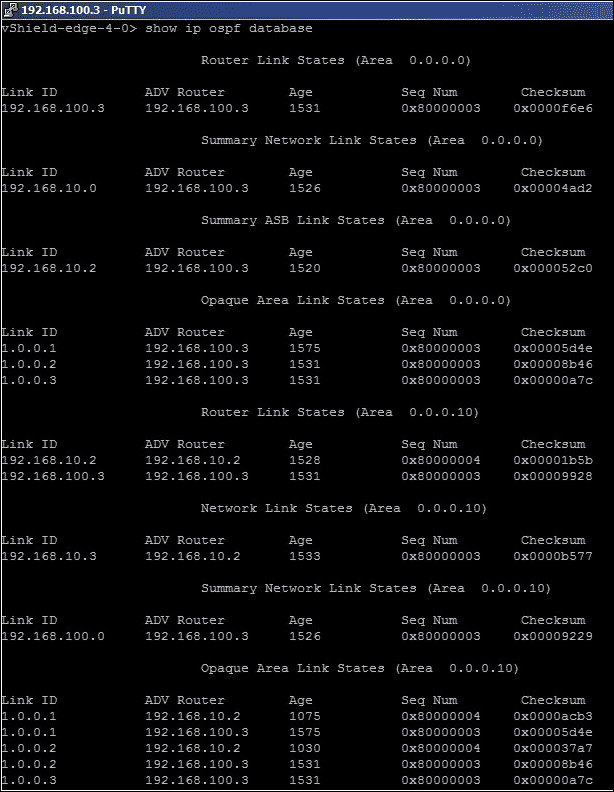 192.168.100.3 - PuTTY
vShield-edge-4-0> show ip ospf database
Router Link States (Area  0.0.0.0)
Link ID ADV Router Age Seq Num Checksum
192.168.100.3 192.168.100.3 1531 0x80000003 0x0000f6e6
Summary Network Link States (Area  0.0.0.0)
Link ID ADV Router Age Seq Num Checksum
192.168.10.0 192.168.100.3 1526 0x80000003 0x00004ad2
Summary ASB Link States (Area  0.0.0.0)
Link ID ADV Router Age Seq Num Checksum
192.168.10.2 192.168.100.3 1520 0x80000003 0x000052c0
Opaque Area Link States (Area  0.0.0.0)
Link ID ADV Router Age Seq Num Checksum
1.0.0.1 192.168.100.3 1575 0x80000003 0x00005d4e
1.0.0.2 192.168.100.3 1531 0x80000003 0x00008b46
1.0.0.3 192.168.100.3 1531 0x80000003 0x00000a7c
Router Link States (Area  0.0.0.10)
Link ID ADV Router Age Seq Num Checksum
192.168.10.2 192.168.10.2 1528 0x80000004 0x00001b5b
192.168.100.3 192.168.100.3 1531 0x80000003 0x00009928
Network Link States (Area  0.0.0.10)
Link ID ADV Router Age Seq Num Checksum
192.168.10.3 192.168.10.2 1533 0x80000003 0x0000b577
Summary Network Link States (Area  0.0.0.10)
Link ID ADV Router Age Seq Num Checksum
192.168.100.0 192.168.100.3 1526 0x80000003 0x00009229
Opaque Area Link States (Area  0.0.0.10)
Link ID ADV Router Age Seq Num Checksum
1.0.0.1 192.168.10.2 1075 0x80000004 0x0000acb3
1.0.0.1 192.168.100.3 1575 0x80000003 0x00005d4e
1.0.0.2 192.168.10.2 1030 0x80000004 0x000037a7
1.0.0.2 192.168.100.3 1531 0x80000003 0x00008b46
1.0.0.3 192.168.100.3 1531 0x80000003 0x00000a7c